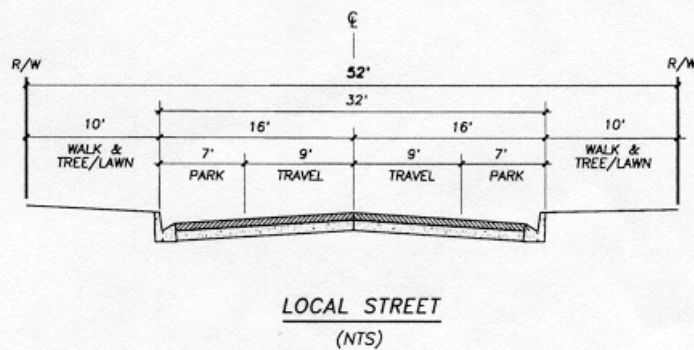 ℄
R/W R/W
52'
32'
10' 16' 16' 10'
WALK & TREE/LAWN 7' 9' 9' 7' WALK & TREE/LAWN
PARK TRAVEL TRAVEL PARK
LOCAL STREET
(NTS)